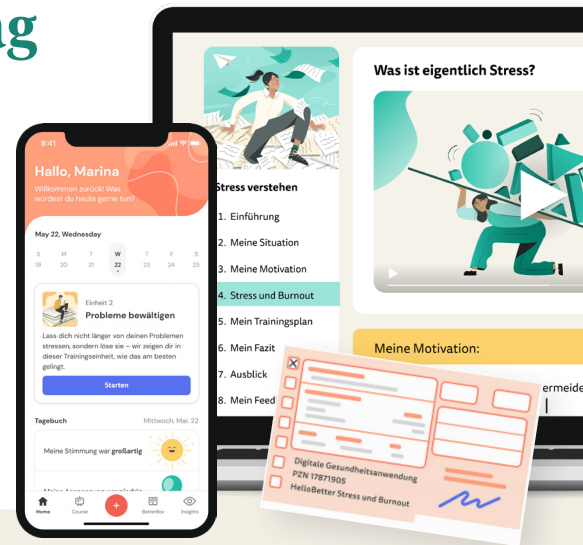 ng
9:41
Hallo, Marina
Willkommen zurück! Was
würdest du heute gerne tun?
May 22, Wednesday
S M T W T F S
19 20 21 22 23 24 25
Einheit 2
Probleme bewältigen
Lass dich nicht länger von deinen Problemen
stressen, sondern löse sie – wir zeigen dir in
dieser Trainingseinheit, wie das am besten
gelingt.
Starten
Tagebuch Mittwoch, Mai. 22
Meine Stimmung war großartig
Home Course + BetterBox Insights
Stress verstehen
1. Einführung
2. Meine Situation
3. Meine Motivation
4. Stress und Burnout
5. Mein Trainingsplan
6. Mein Fazit
7. Ausblick
8. Mein Feed
Was ist eigentlich Stress?
Meine Motivation:
ermeide
Digitale Gesundheitsanwendung
PZN 17871905
HelloBetter Stress und Burnout